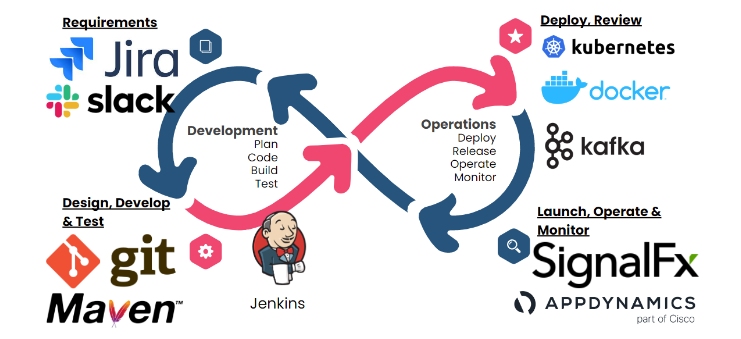 Requirements
Jira
slack
Development
Plan
Code
Build
Test
Design, Develop
& Test
git
Maven™
Jenkins
Deploy, Review
kubernetes
docker
kafka
Operations
Deploy
Release
Operate
Monitor
Launch, Operate &
Monitor
SignalFx
APPDYNAMICS
part of Cisco